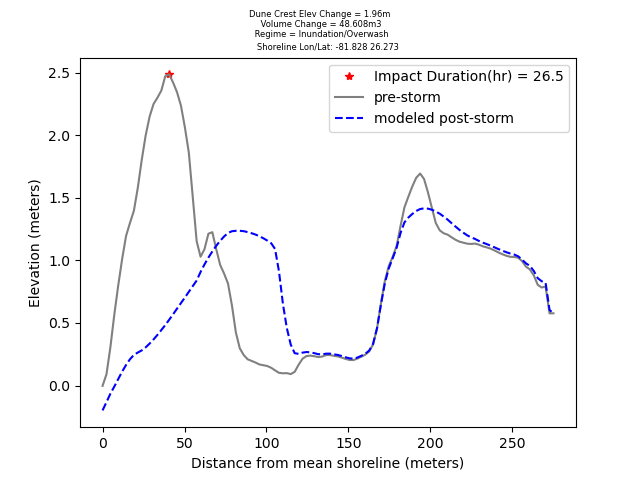 Dune Crest Elev Change = 1.96m
Volume Change = 48.608m3
Regime = Inundation/Overwash
Shoreline Lon/Lat: -81.828 26.273
Impact Duration(hr) = 26.5
pre-storm
modeled post-storm
2.5
2.0
1.5
1.0
0.5
0.0
Elevation (meters)
0 50 100 150 200 250
Distance from mean shoreline (meters)